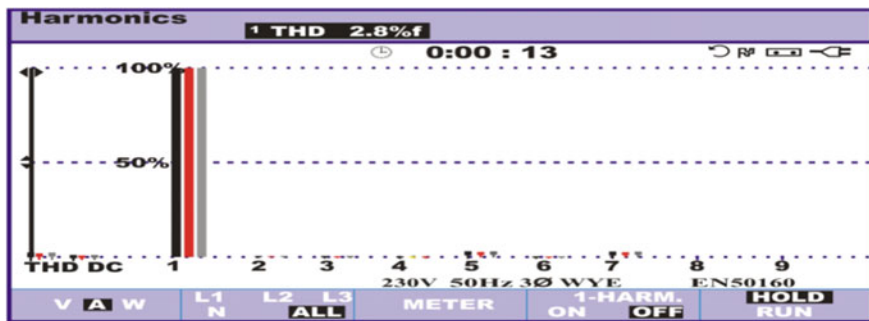 Harmonics
1 THD 2.8%f
0:00 : 13
100%
50%
THD DC 1 2 3 4 5 6 7 8 9
230V 50Hz 3Ø WYE EN50160
V A W L1 L2 L3 METER 1-HARM. HOLD
N ALL ON OFF RUN